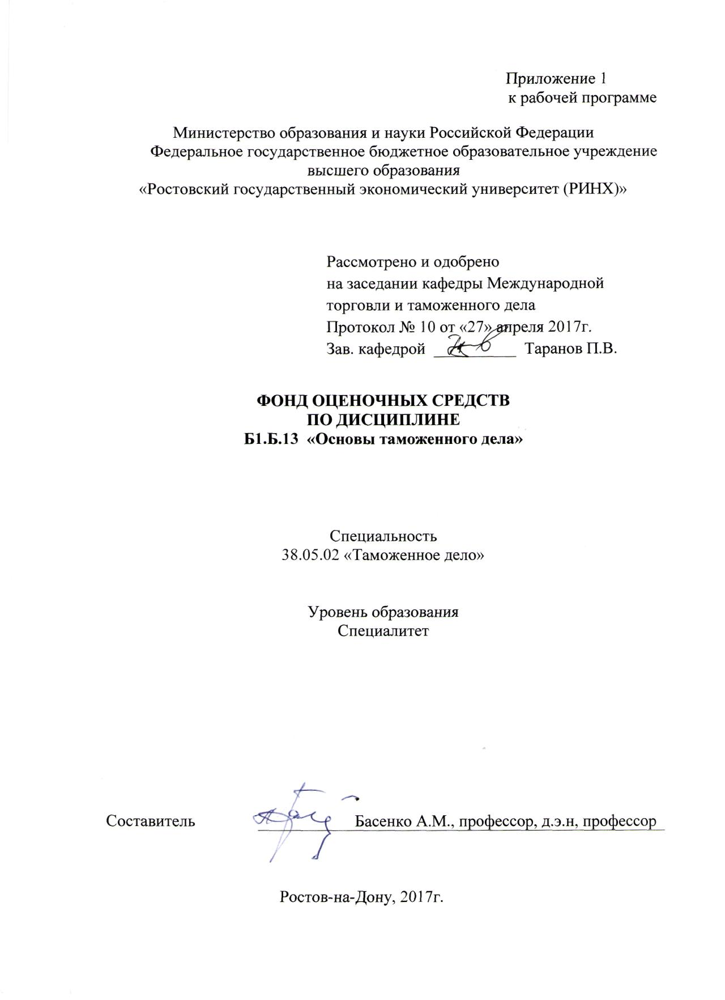 Приложение 1
к рабочей программе
Министерство образования и науки Российской Федерации
Федеральное государственное бюджетное образовательное учреждение
высшего образования
«Ростовский государственный экономический университет (РИНХ)»
Рассмотрено и одобрено
на заседании кафедры Международной
торговли и таможенного дела
Протокол № 10 от «27» апреля 2017г.
Зав. кафедрой __________ Таранов П.В.
ФОНД ОЦЕНОЧНЫХ СРЕДСТВ
ПО ДИСЦИПЛИНЕ
Б1.Б.13 «Основы таможенного дела»
Специальность
38.05.02 «Таможенное дело»
Уровень образования
Специалитет
Составитель Басенко А.М., профессор, д.э.н, профессор
Ростов-на-Дону, 2017г.